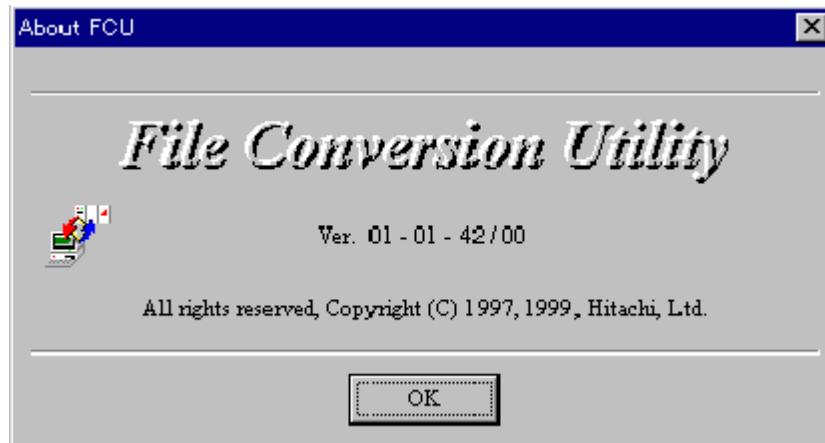 About FCU
File Conversion Utility
Ver. 01 - 01 - 42 / 00
All rights reserved, Copyright (C) 1997, 1999, Hitachi, Ltd.
OK